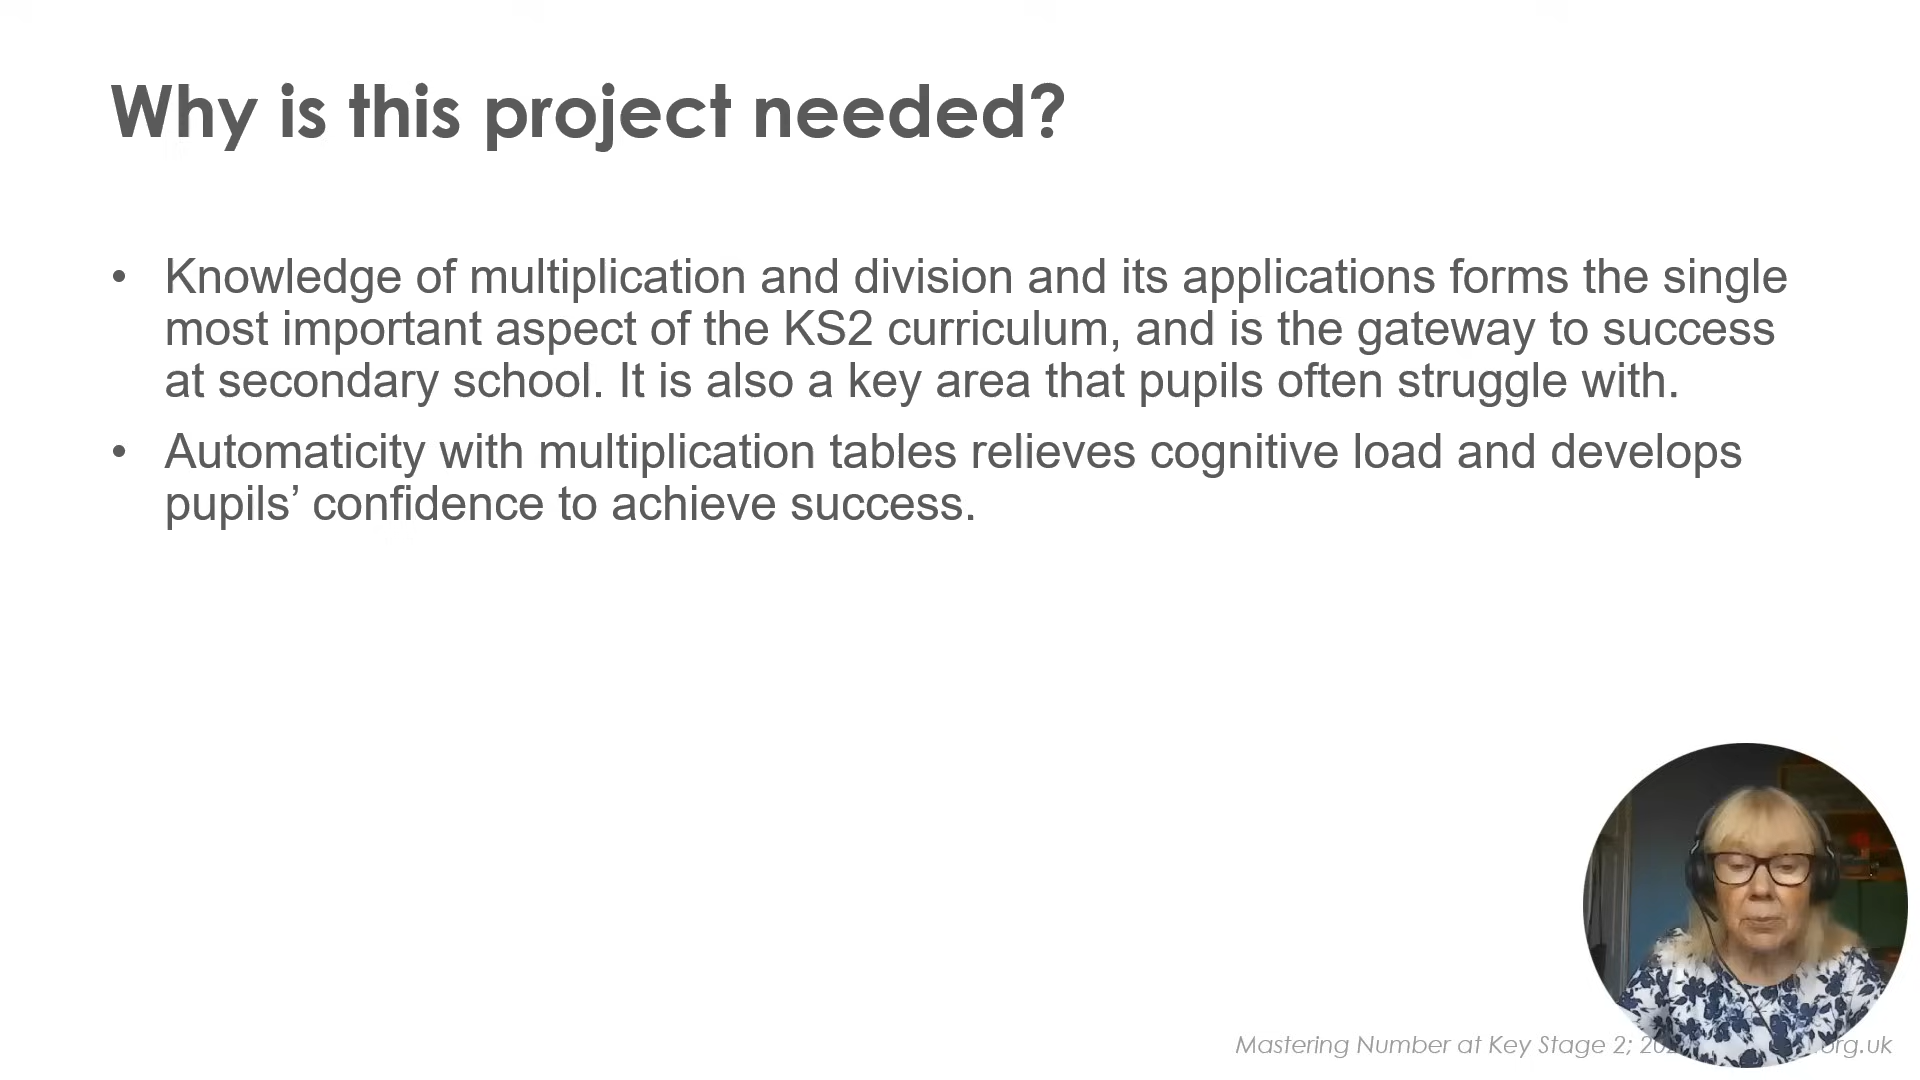 Why is this project needed?
• Knowledge of multiplication and division and its applications forms the single
most important aspect of the KS2 curriculum, and is the gateway to success
at secondary school. It is also a key area that pupils often struggle with.
• Automaticity with multiplication tables relieves cognitive load and develops
pupils’ confidence to achieve success.
Mastering Number at Key Stage 2; org.uk